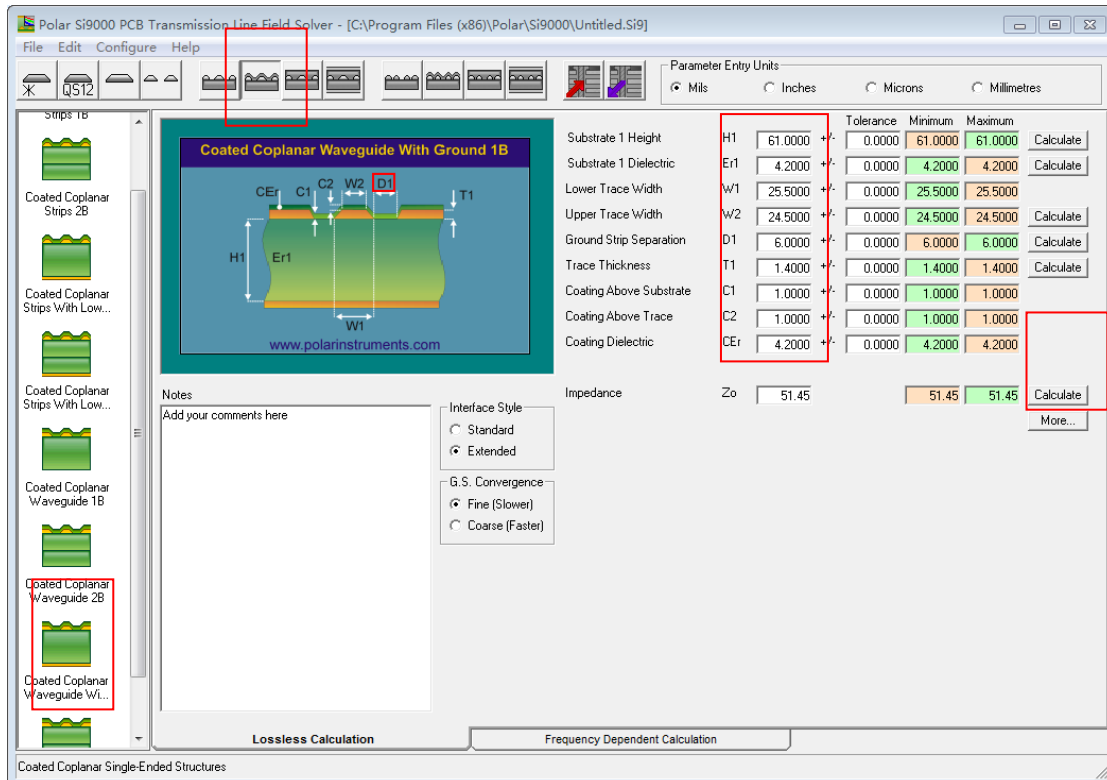 Polar Si9000 PCB Transmission Line Field Solver - [C:\Program Files (x86)\Polar\Si9000\Untitled.Si9]
File Edit Configure Help
QS12
Parameter Entry Units
Mils Inches Microns Millimetres
Strips 1B
Coated Coplanar
Strips 2B
Coated Coplanar
Strips With Low...
Coated Coplanar
Strips With Low...
Coated Coplanar
Waveguide 1B
Coated Coplanar
Waveguide 2B
Coated Coplanar
Waveguide Wi...
Coated Coplanar Waveguide With Ground 1B
CEr C1 C2 W2 D1 T1
H1 Er1
W1
www.polarinstruments.com
Notes
Add your comments here
Interface Style
Standard
Extended
G.S. Convergence
Fine (Slower)
Coarse (Faster)
Tolerance Minimum Maximum
Substrate 1 Height H1 61.0000 +/- 0.0000 61.0000 61.0000 Calculate
Substrate 1 Dielectric Er1 4.2000 +/- 0.0000 4.2000 4.2000 Calculate
Lower Trace Width W1 25.5000 +/- 0.0000 25.5000 25.5000
Upper Trace Width W2 24.5000 +/- 0.0000 24.5000 24.5000 Calculate
Ground Strip Separation D1 6.0000 +/- 0.0000 6.0000 6.0000 Calculate
Trace Thickness T1 1.4000 +/- 0.0000 1.4000 1.4000 Calculate
Coating Above Substrate C1 1.0000 +/- 0.0000 1.0000 1.0000
Coating Above Trace C2 1.0000 +/- 0.0000 1.0000 1.0000
Coating Dielectric CEr 4.2000 +/- 0.0000 4.2000 4.2000
Impedance Zo 51.45 51.45 51.45 Calculate
More...
Lossless Calculation Frequency Dependent Calculation
Coated Coplanar Single-Ended Structures